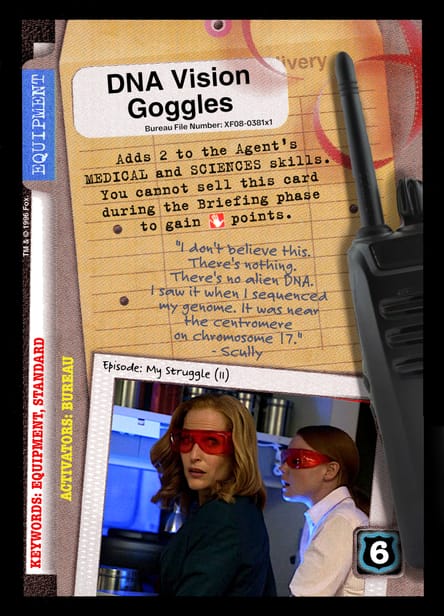 ivery
DNA Vision
Goggles
Bureau File Number: XF08-0381x1
Adds 2 to the Agent's
MEDICAL and SCIENCES skills.
You cannot sell this card
during the Briefing phase
to gain points.
"I don't believe this.
There's nothing.
There's no alien DNA.
I saw it when I sequenced
my genome. It was near
the centromere
on chromosome 17."
- Scully
Episode: My Struggle (II)
EQUIPMENT
TM & © 1996 Fox.
KEYWORDS: EQUIPMENT, STANDARD
ACTIVATORS: BUREAU
6